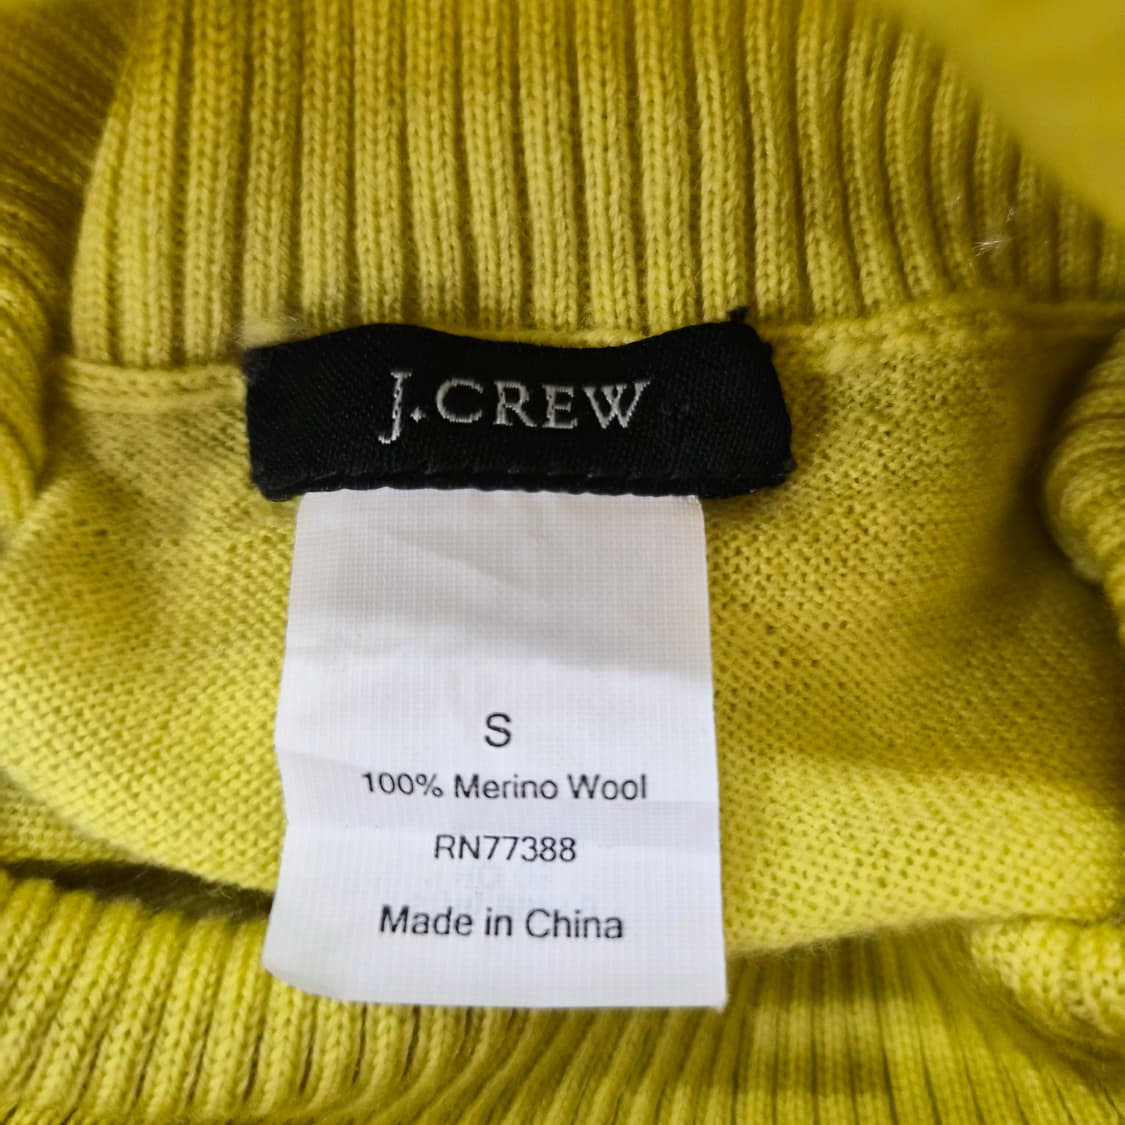 J.CREW
S
100% Merino Wool
RN77388
Made in China